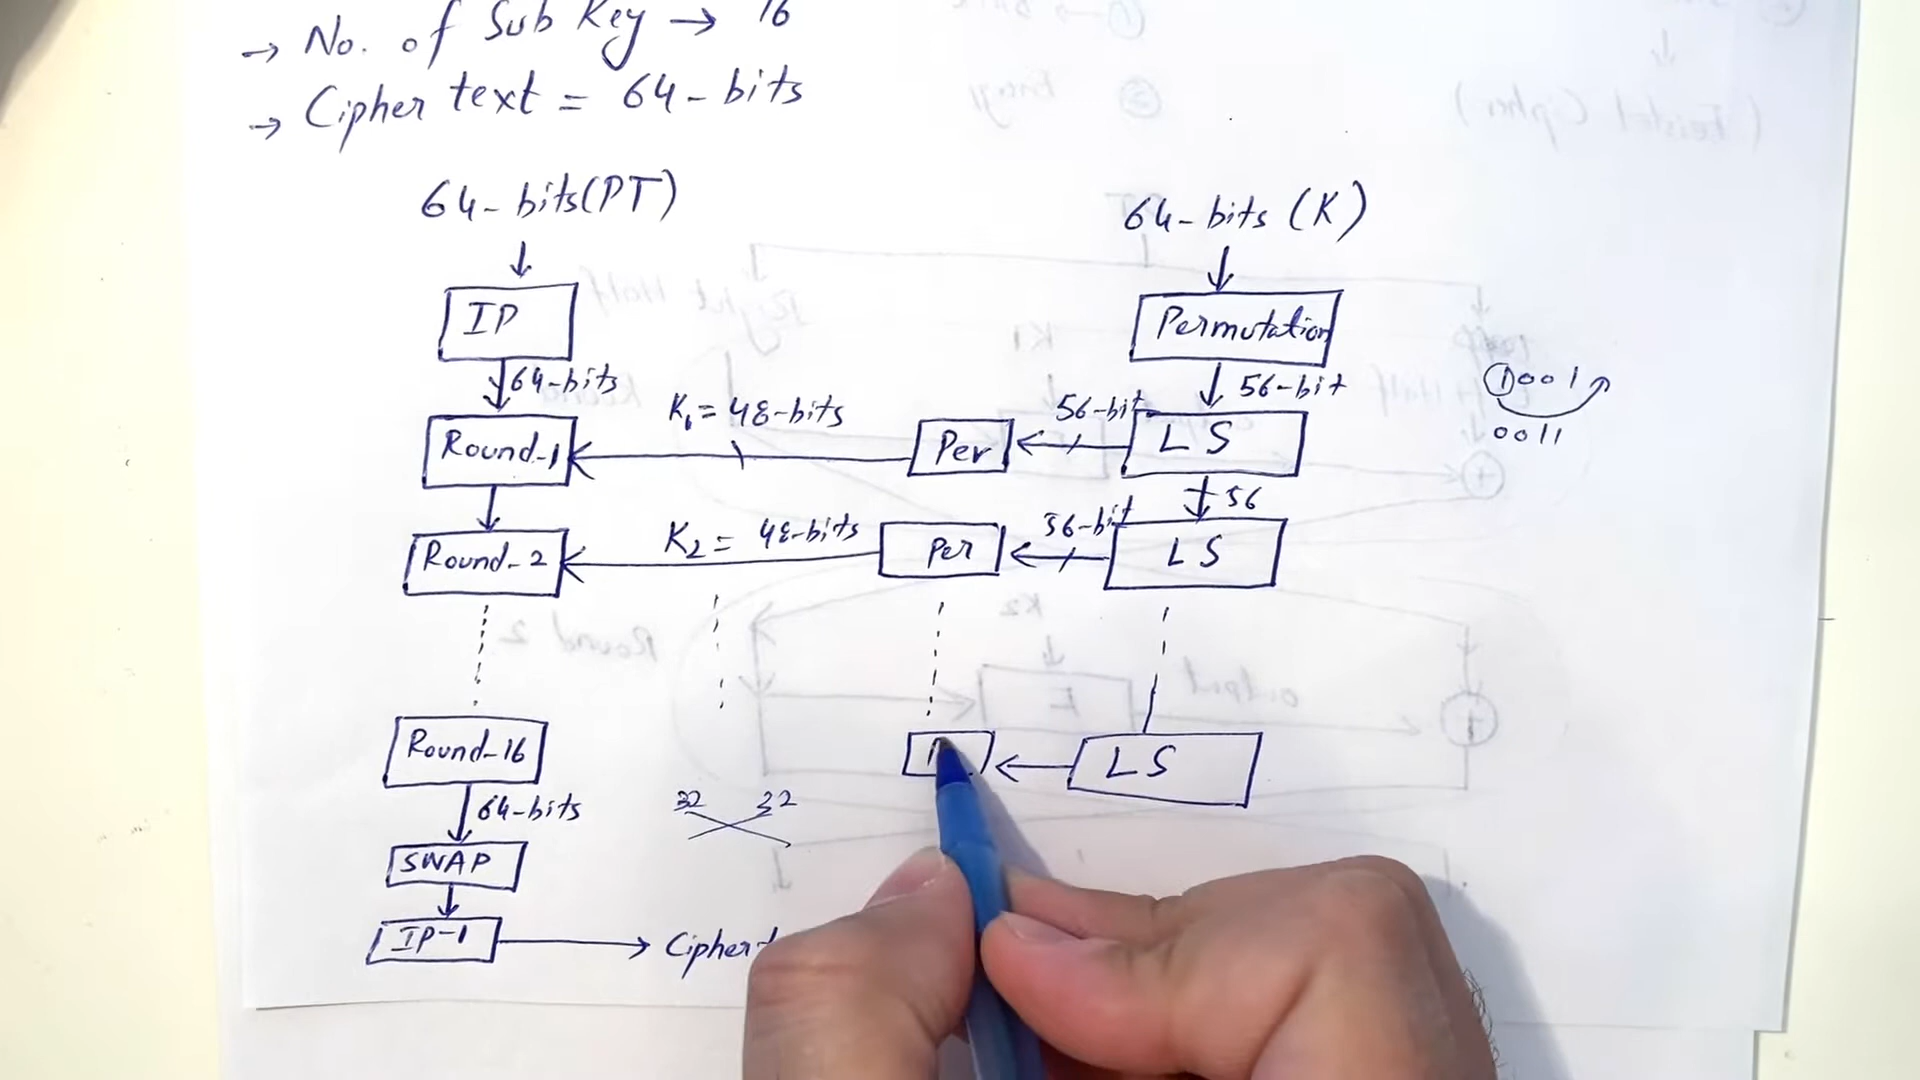 → No. of Sub Key → 16
→ Cipher text = 64-bits
64-bits(PT)
64-bits (K)
IP
Permutation
64-bits
56-bit
1001
0011
K1 = 48-bits
56-bit
Round-1
Per
LS
56
K2 = 48-bits
56-bit
Round-2
Per
LS
Round-16
LS
64-bits
32 32
SWAP
IP-1
Cipher